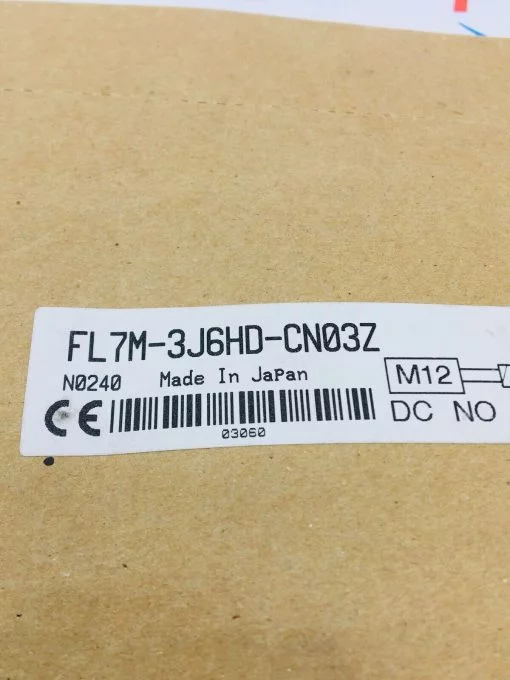 FL7M-3J6HD-CN03Z
N0240 Made In JaPan
M12
CE
03060
DC NO